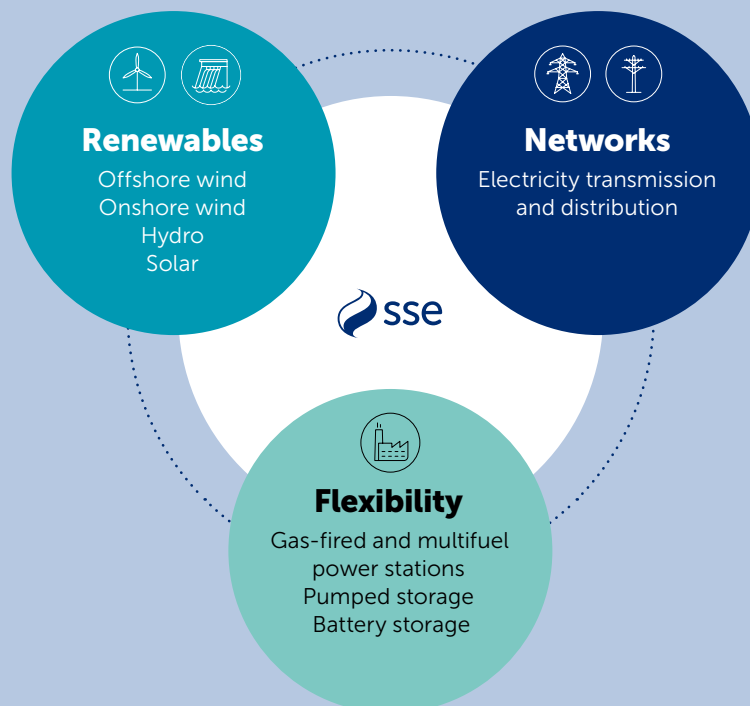 Renewables
Offshore wind
Onshore wind
Hydro
Solar
Networks
Electricity transmission
and distribution
sse
Flexibility
Gas-fired and multifuel
power stations
Pumped storage
Battery storage